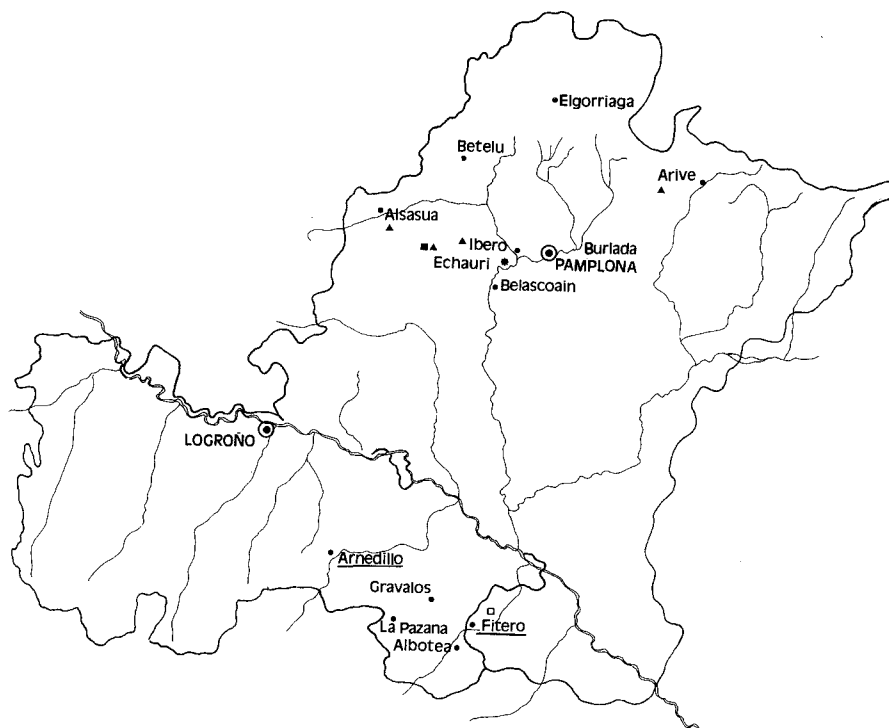 Elgorriaga
Betelu
Arive
Alsasua
Ibero
Burlada
Echauri
PAMPLONA
Belascoain
LOGROÑO
Arnedillo
Gravalos
La Pazana
Fitero
Albotea